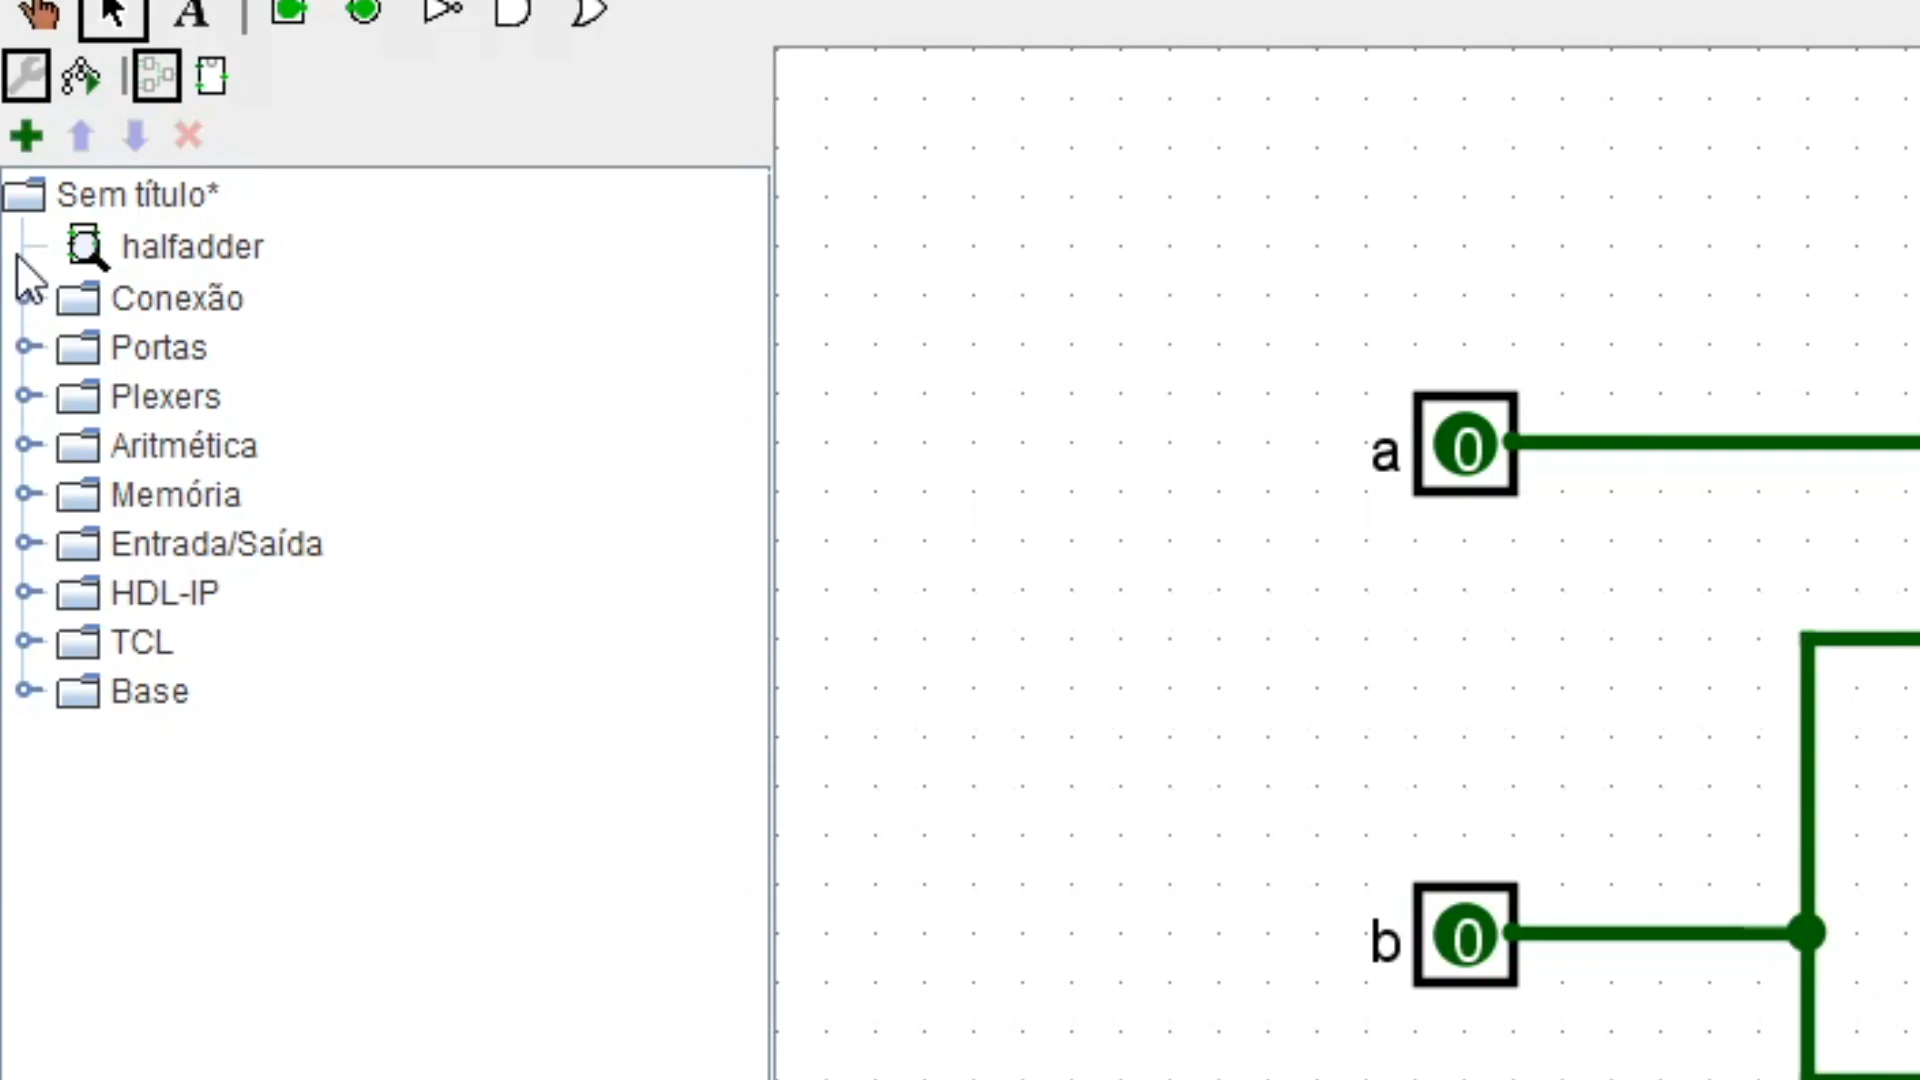 A
Sem título*
halfadder
Conexão
Portas
Plexers
Aritmética
Memória
Entrada/Saída
HDL-IP
TCL
Base
a 0
b 0